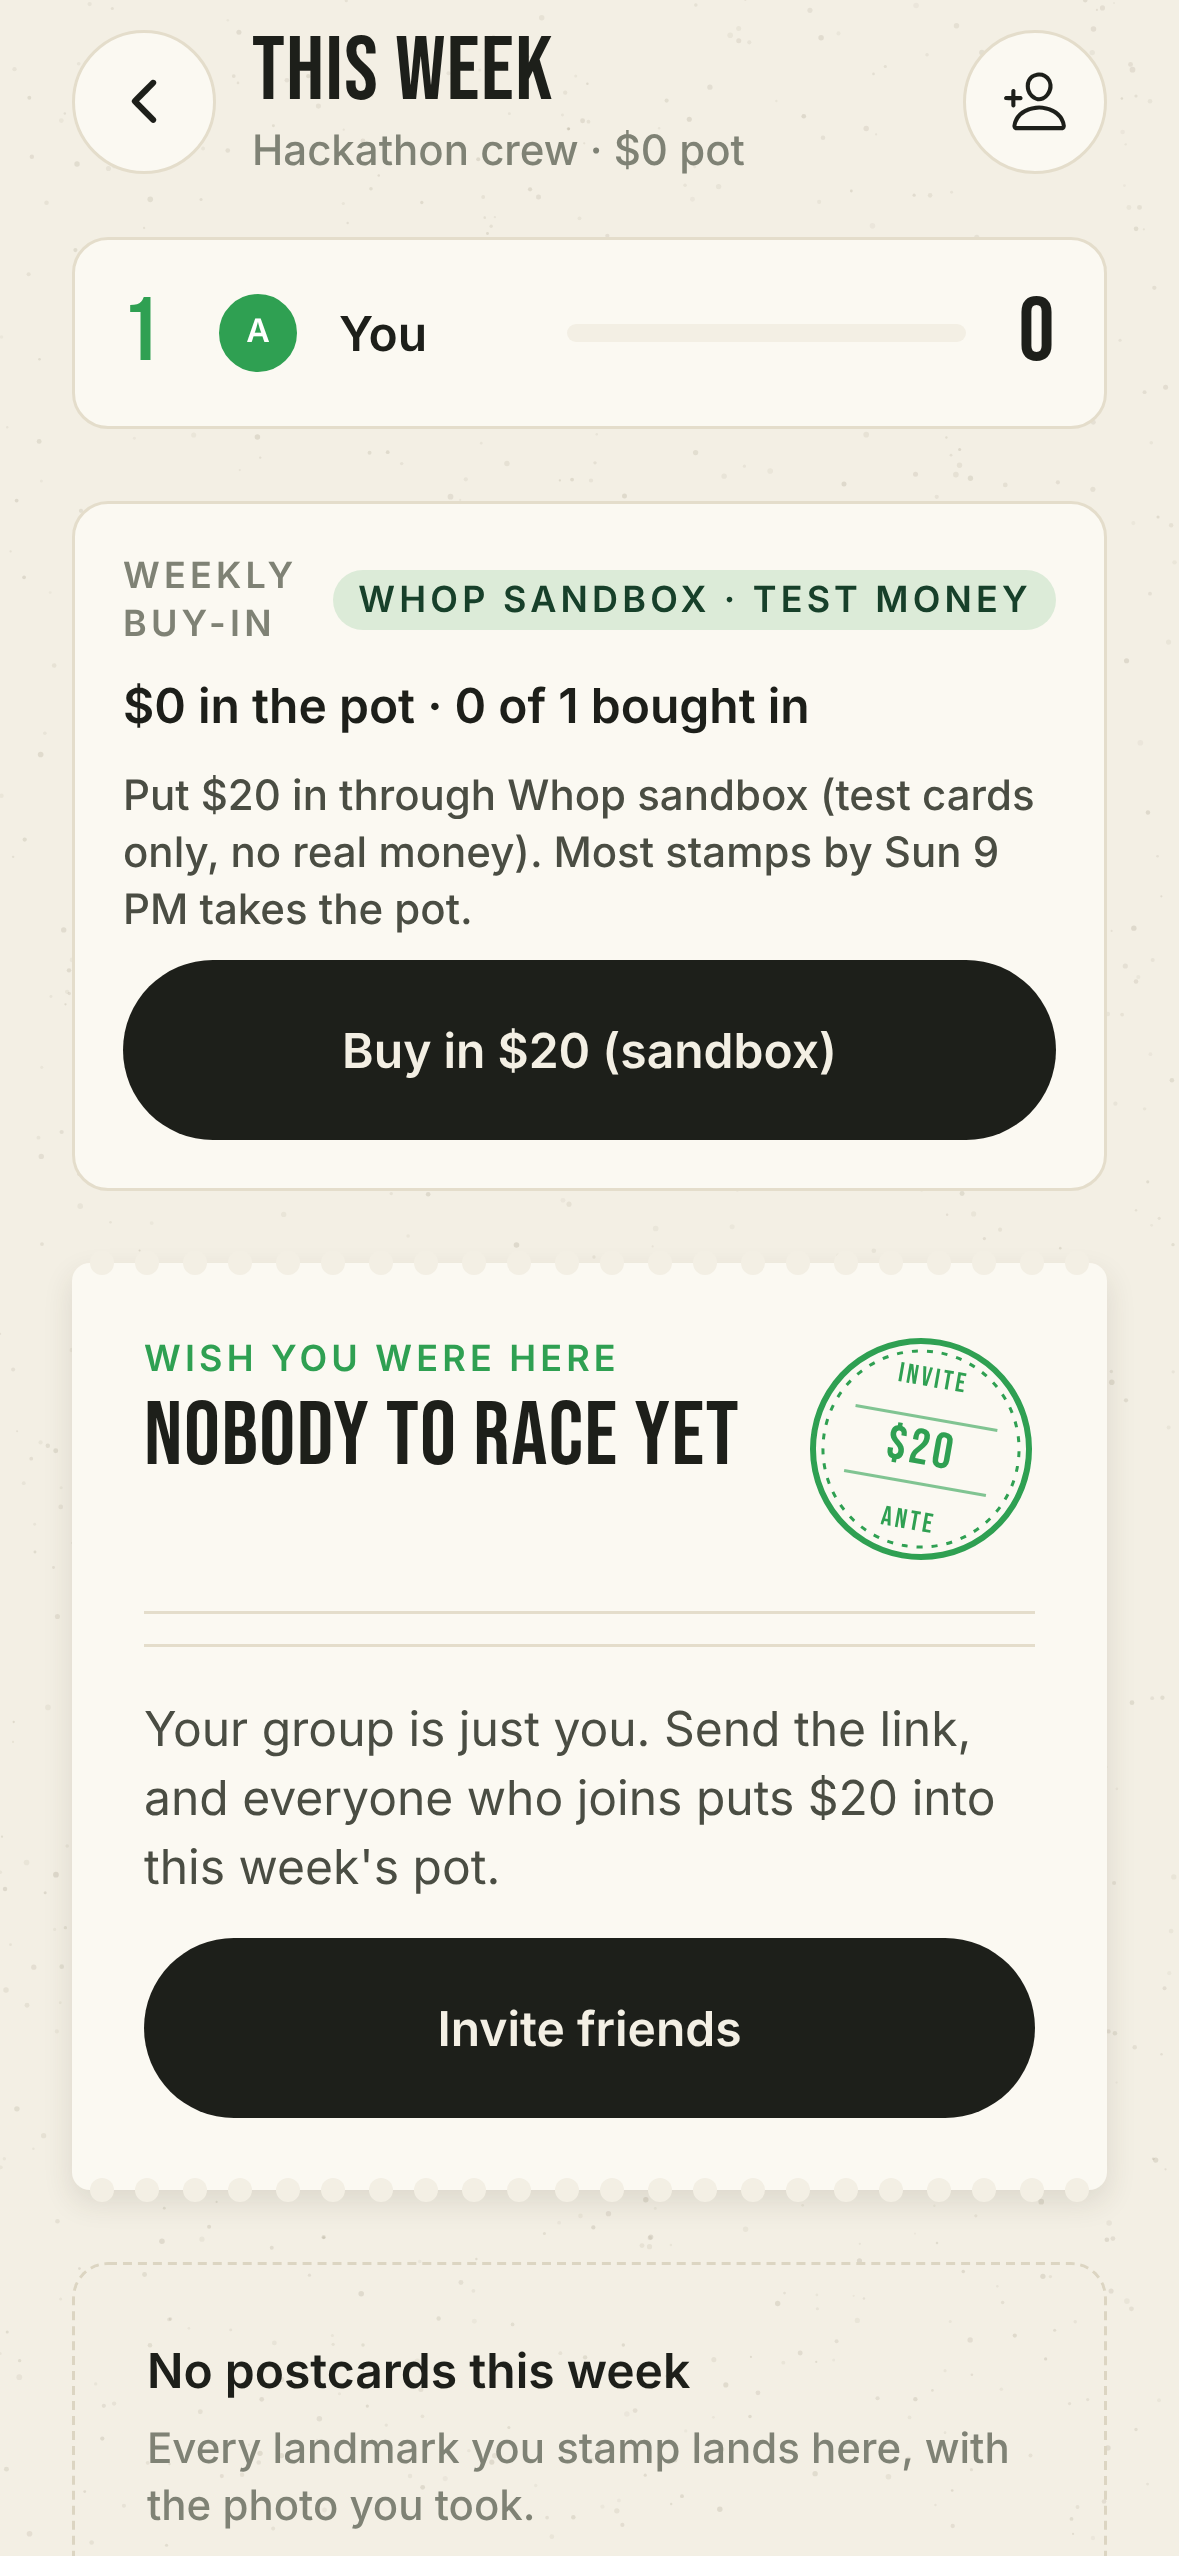 THIS WEEK
Hackathon crew · $0 pot
1 A You 0
WEEKLY
BUY-IN
WHOP SANDBOX · TEST MONEY
$0 in the pot · 0 of 1 bought in
Put $20 in through Whop sandbox (test cards
only, no real money). Most stamps by Sun 9
PM takes the pot.
Buy in $20 (sandbox)
WISH YOU WERE HERE
NOBODY TO RACE YET
INVITE
$20
ANTE
Your group is just you. Send the link,
and everyone who joins puts $20 into
this week's pot.
Invite friends
No postcards this week
Every landmark you stamp lands here, with
the photo you took.